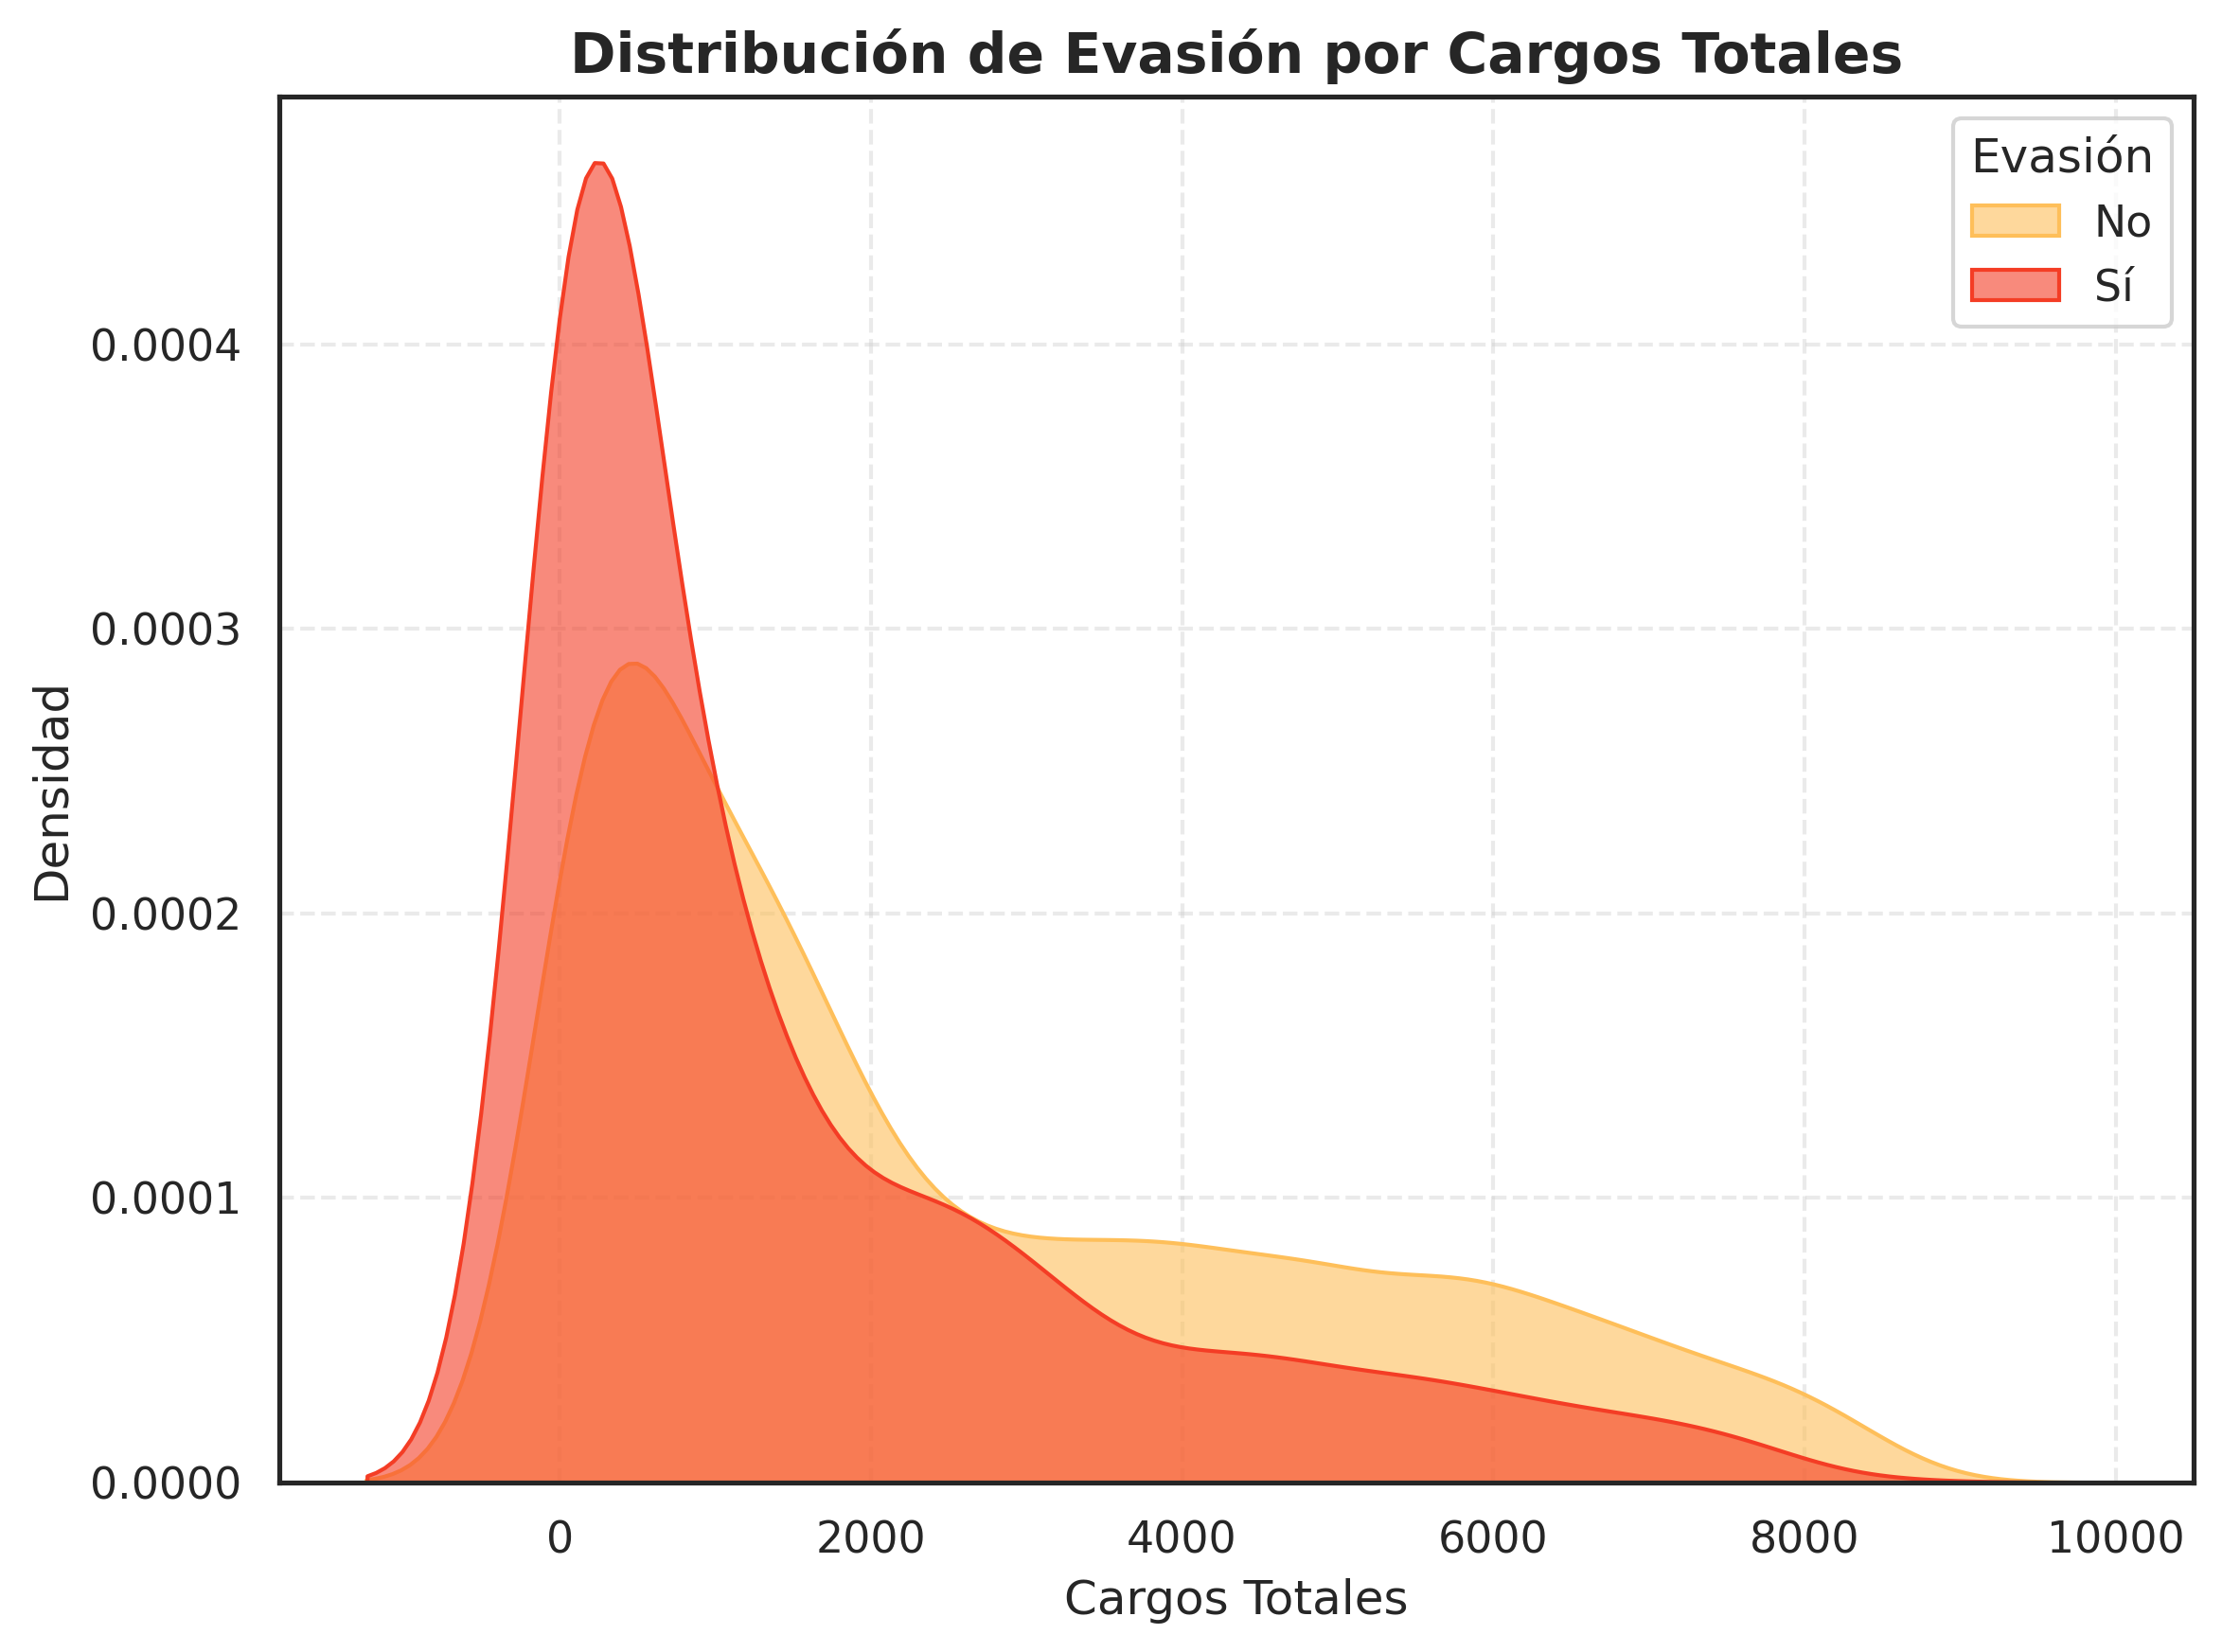 Distribución de Evasión por Cargos Totales
Evasión
No
Sí
Densidad
0.0004
0.0003
0.0002
0.0001
0.0000
0
2000
4000
6000
8000
10000
Cargos Totales